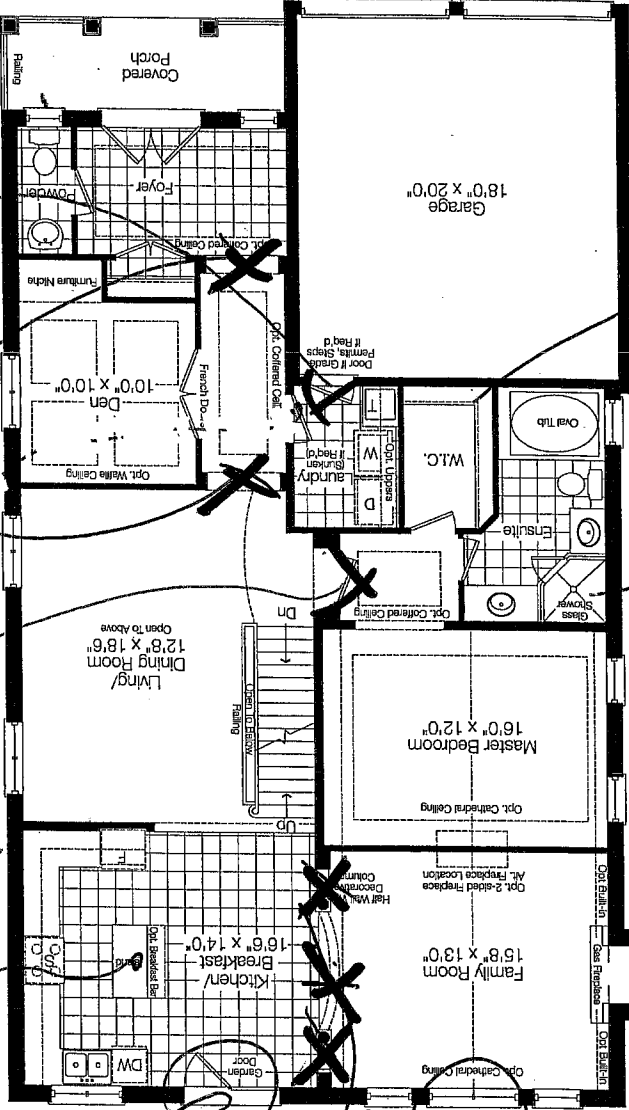 Family Room
15'8" x 13'0"
Opt. Cathedral Ceiling
Opt Built-In
Gas Fireplace
Opt Built-In
Opt. 2-sided Fireplace
Alt. Fireplace Location
Garden
Door
DW
Kitchen/
Breakfast
16'6" x 14'0"
Opt. Breakfast Bar
F
Half Wall
Decorative
Column
Master Bedroom
16'0" x 12'0"
Opt. Cathedral Ceiling
Up
Open To Below
Railing
Dn
Living/
Dining Room
12'8" x 18'6"
Open To Above
Glass
Shower
Ensuite
Oval Tub
Opt. Coffered Ceiling
W.I.C.
Laundry
(Sunken
If Req'd)
Opt. Uppers
D
W
Door If Grade
Permits, Steps
If Req'd
Opt. Waffle Ceiling
Den
10'0" x 10'0"
French Door
Opt. Coffered Ceil.
Furniture Niche
Opt. Coffered Ceiling
Foyer
Powder
Garage
18'0" x 20'0"
Covered
Porch
Railing